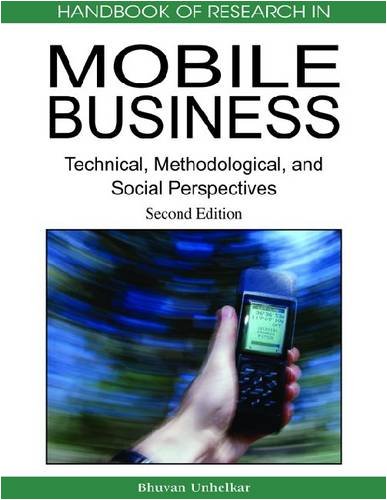 HANDBOOK OF RESEARCH IN
MOBILE
BUSINESS
Technical, Methodological, and
Social Perspectives
Second Edition
Bhuvan Unhelkar